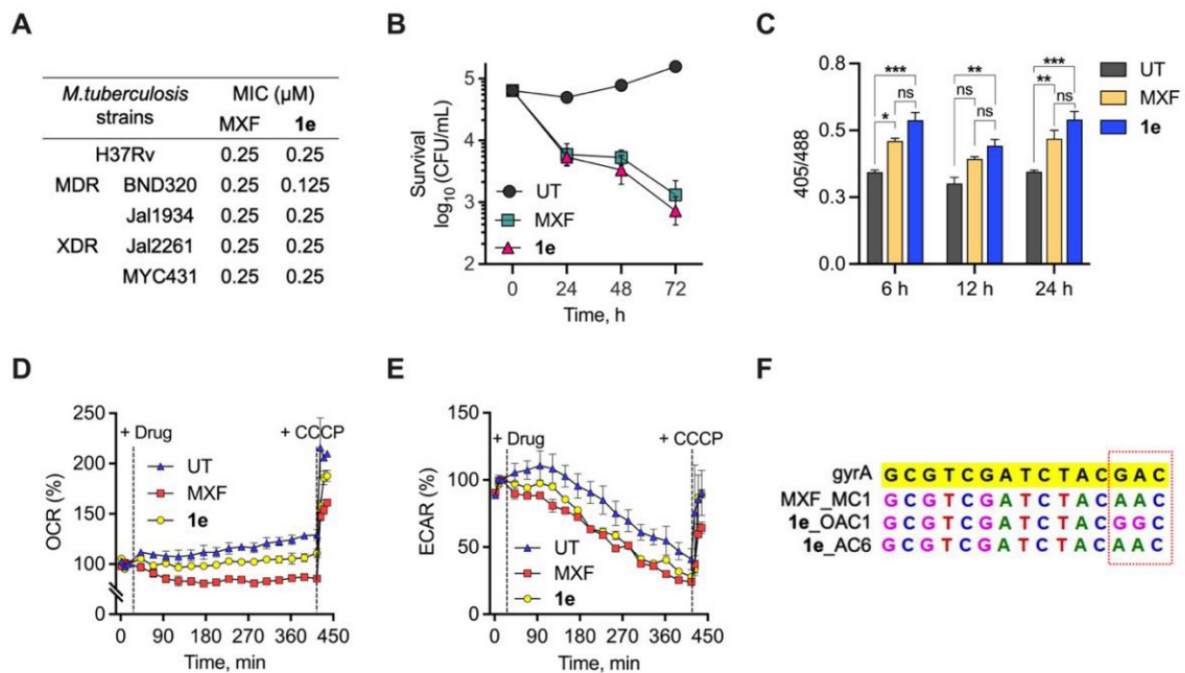 A
M.tuberculosis strains MIC (µM)
MXF 1e
H37Rv 0.25 0.25
MDR BND320 0.25 0.125
Jal1934 0.25 0.25
XDR Jal2261 0.25 0.25
MYC431 0.25 0.25
B
Survival
log10 (CFU/mL)
5
4
3
2
UT
MXF
1e
0 24 48 72
Time, h
C
405/488
0.8
0.5
0.3
0.0
*** ** ***
ns ns ** ns
* ns ns
UT
MXF
1e
6 h 12 h 24 h
D
OCR (%)
250
200
150
100
0
+ Drug + CCCP
UT
MXF
1e
0 90 180 270 360 450
Time, min
E
ECAR (%)
150
100
50
0
+ Drug + CCCP
UT
MXF
1e
0 90 180 270 360 450
Time, min
F
gyrA GCGTCGATCTACGAC
MXF_MC1 GCGTCGATCTACAAC
1e_OAC1 GCGTCGATCTACGGC
1e_AC6 GCGTCGATCTACAAC